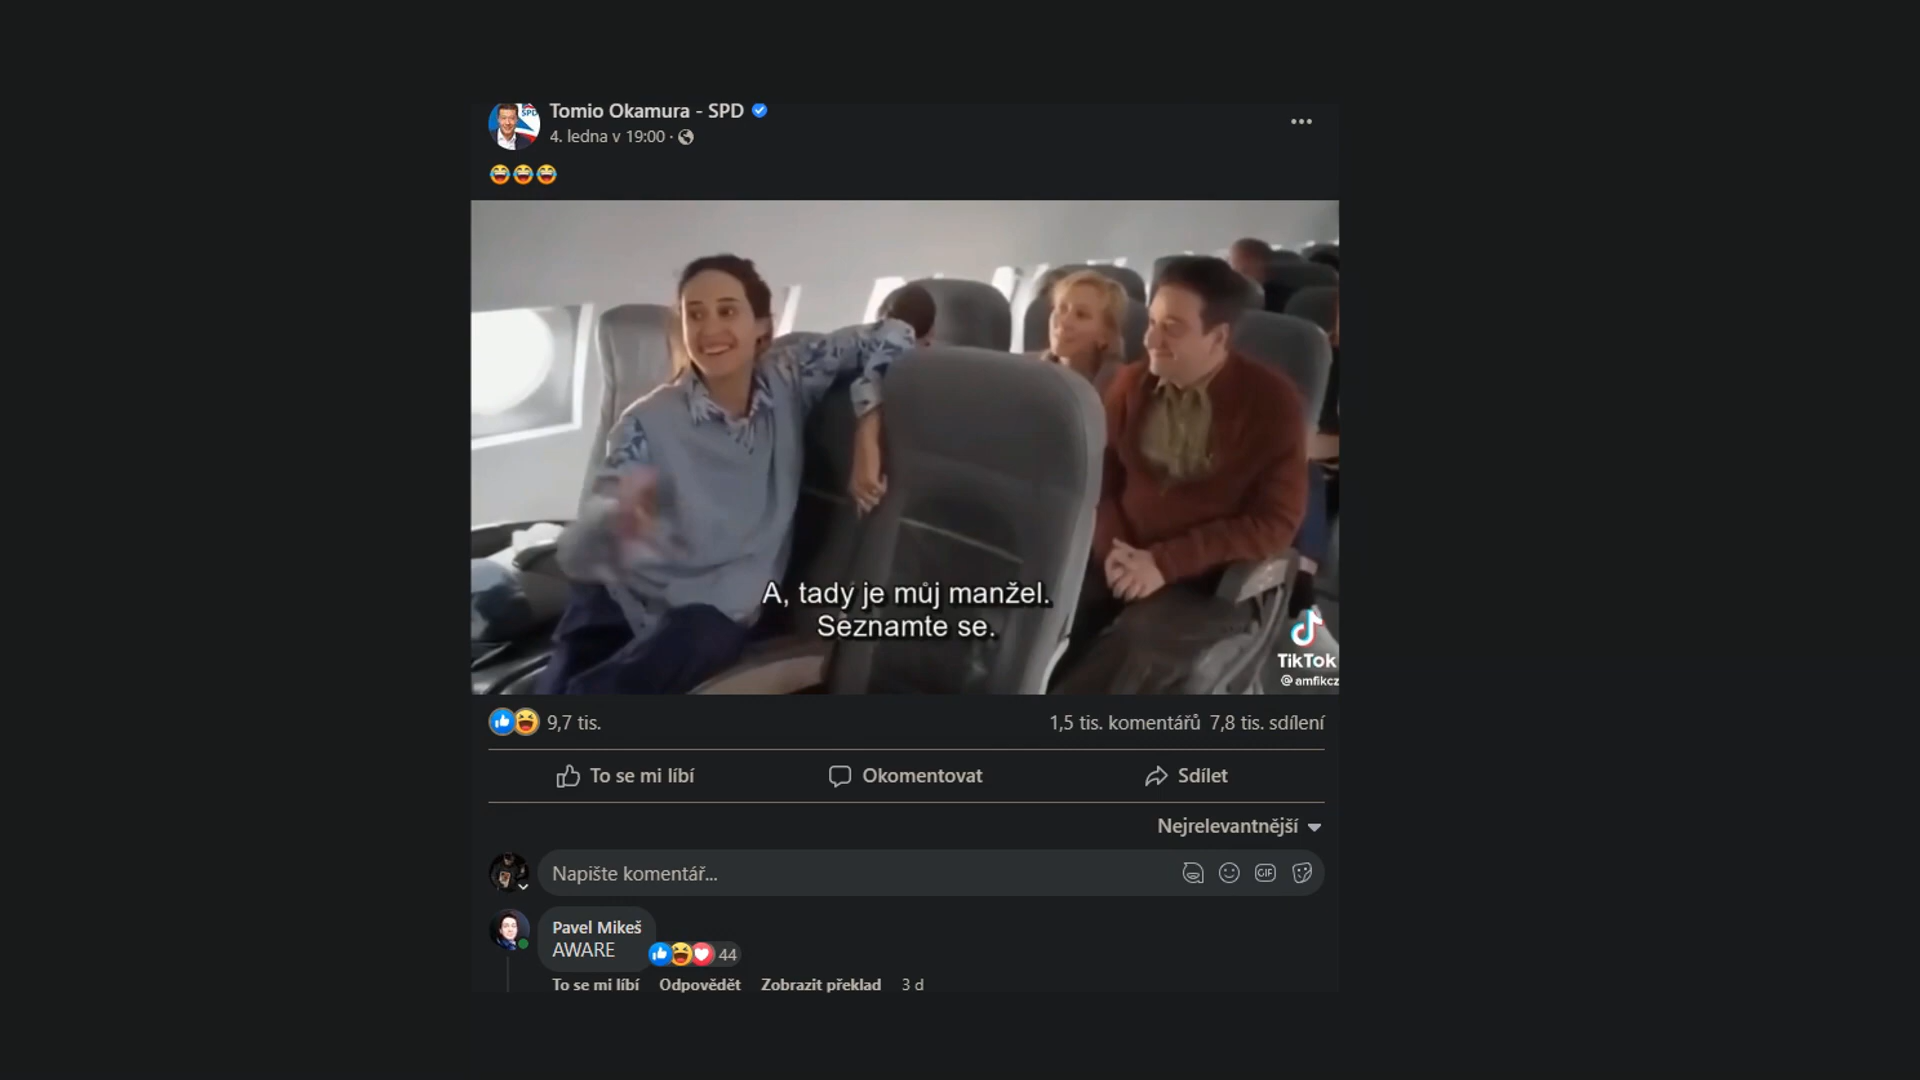 SPD
Tomio Okamura - SPD
4. ledna v 19:00 ·
A, tady je můj manžel.
Seznamte se.
TikTok
@amfikcz
9,7 tis.
1,5 tis. komentářů 7,8 tis. sdílení
To se mi líbí
Okomentovat
Sdílet
Nejrelevantnější
Napište komentář...
GIF
Pavel Mikeš
AWARE
44
To se mi líbí Odpovědět Zobrazit překlad 3 d